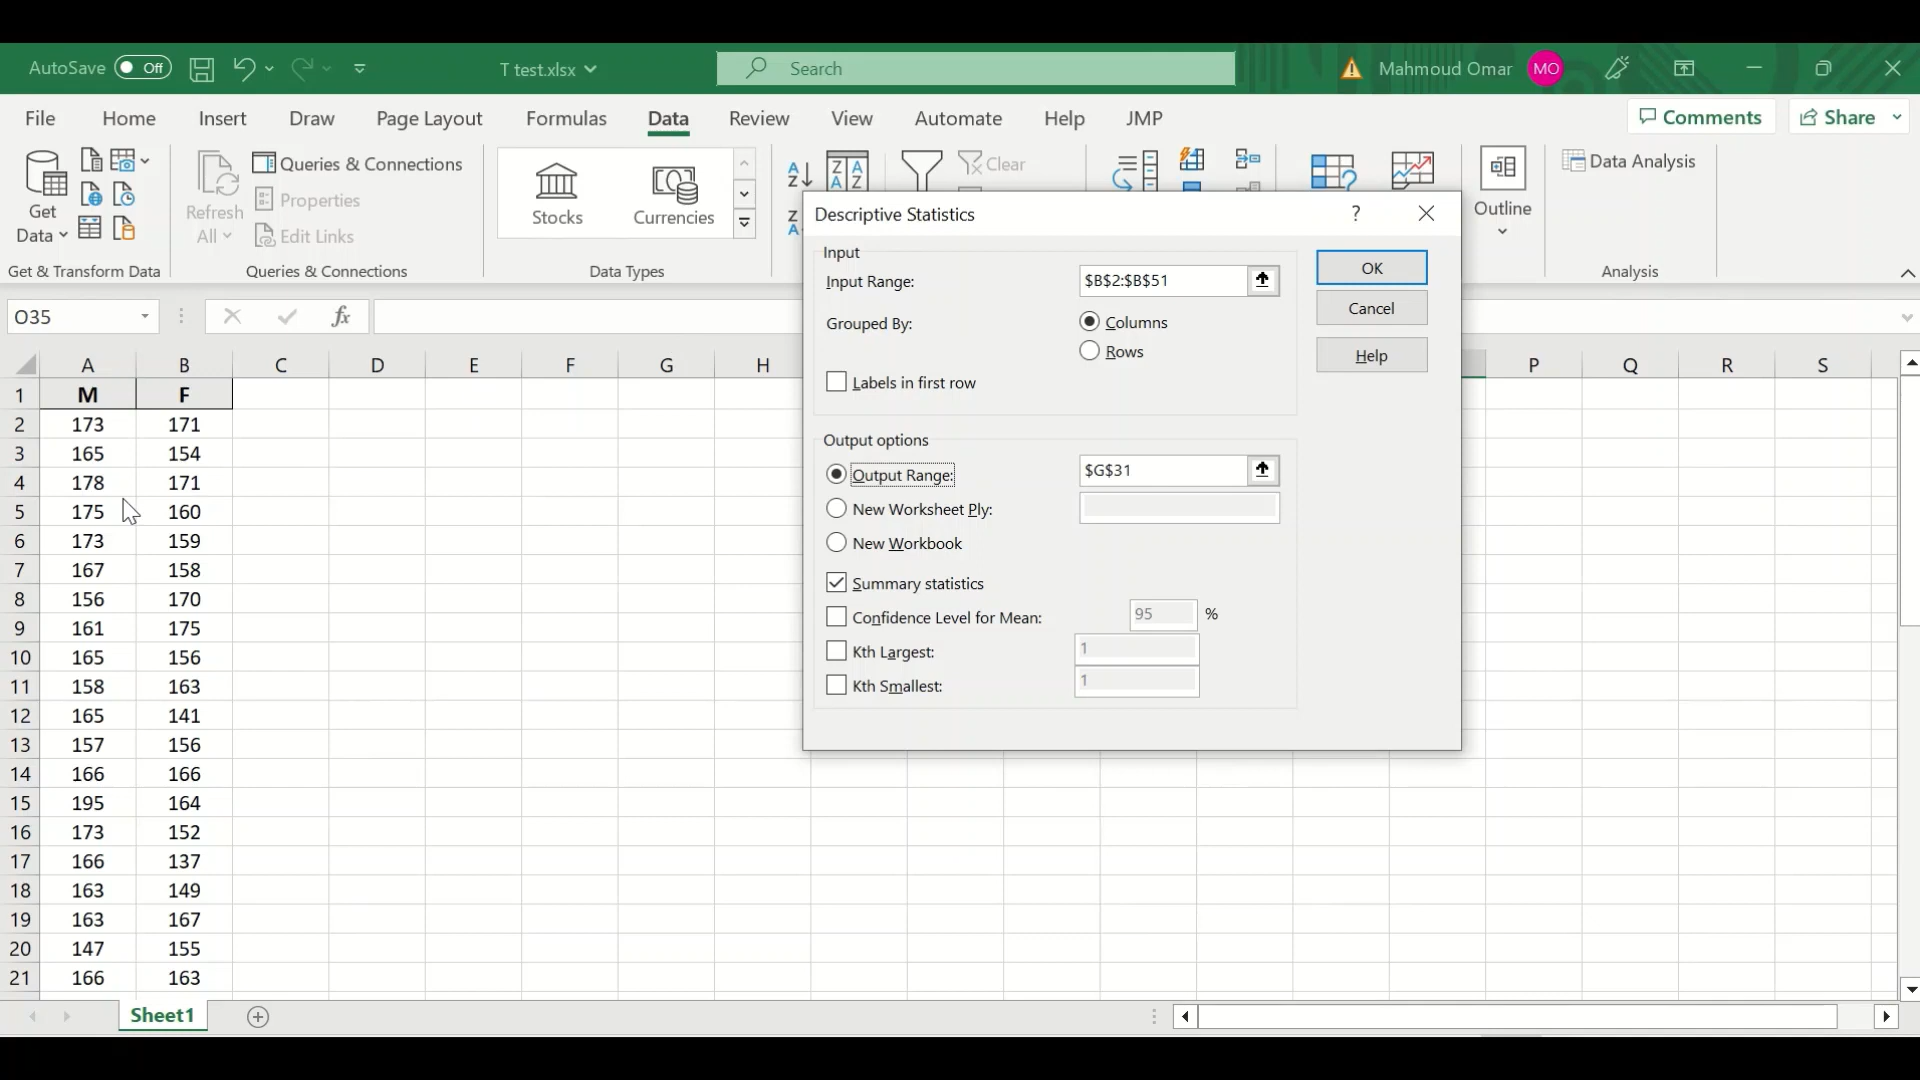 AutoSave Off T test.xlsx Search Mahmoud Omar MO
File Home Insert Draw Page Layout Formulas Data Review View Automate Help JMP Comments Share
Get Data
Refresh All
Queries & Connections
Properties
Edit Links
Stocks
Currencies
Clear
Outline
Data Analysis
Get & Transform Data Queries & Connections Data Types Analysis
O35 fx
Descriptive Statistics ?
Input
Input Range: $B$2:$B$51 OK
Grouped By: Columns Cancel
Rows Help
Labels in first row
Output options
Output Range: $G$31
New Worksheet Ply:
New Workbook
Summary statistics
Confidence Level for Mean: 95 %
Kth Largest: 1
Kth Smallest: 1
A B C D E F G H P Q R S
1 M F
2 173 171
3 165 154
4 178 171
5 175 160
6 173 159
7 167 158
8 156 170
9 161 175
10 165 156
11 158 163
12 165 141
13 157 156
14 166 166
15 195 164
16 173 152
17 166 137
18 163 149
19 163 167
20 147 155
21 166 163
Sheet1